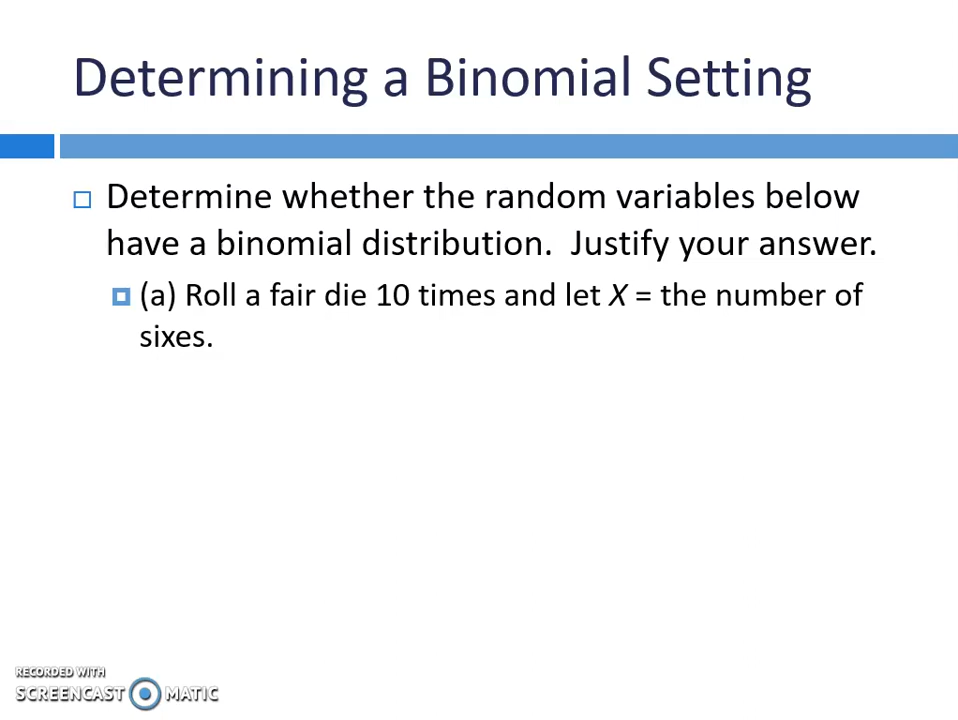 Determining a Binomial Setting
Determine whether the random variables below
have a binomial distribution.  Justify your answer.
(a) Roll a fair die 10 times and let X = the number of
sixes.
RECORDED WITH
SCREENCAST MATIC